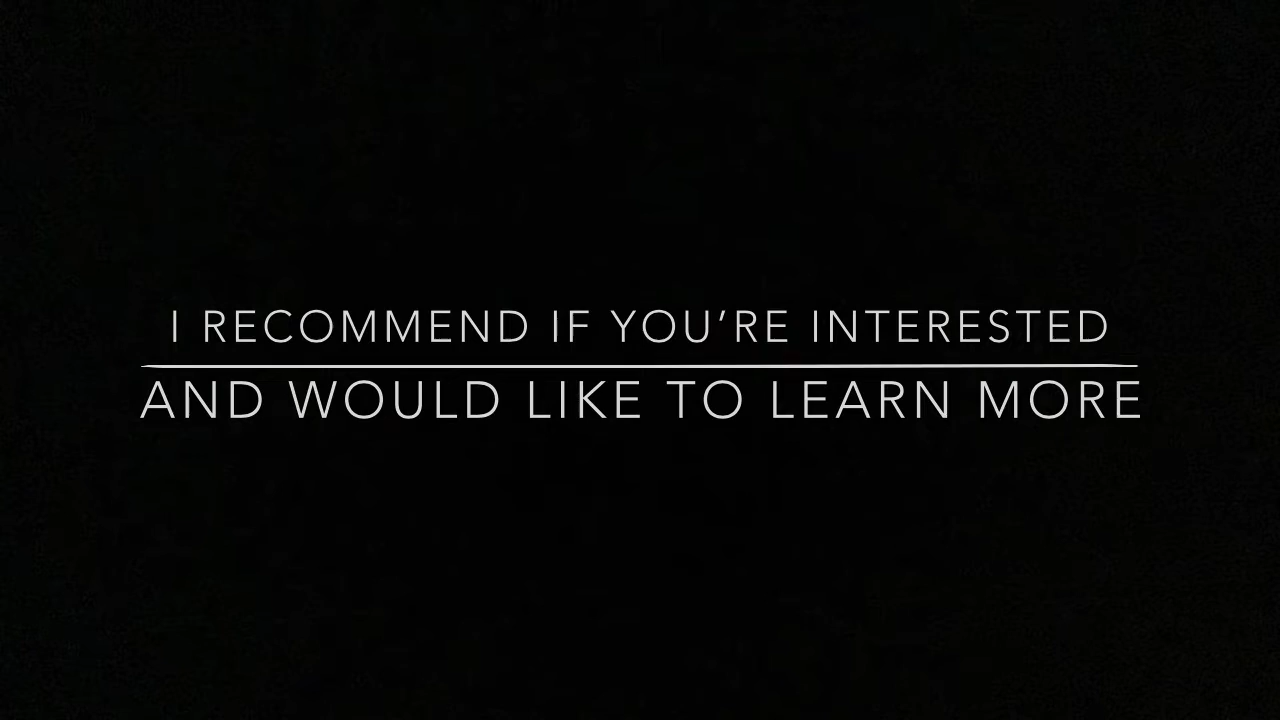 I RECOMMEND IF YOU’RE INTERESTED
AND WOULD LIKE TO LEARN MORE